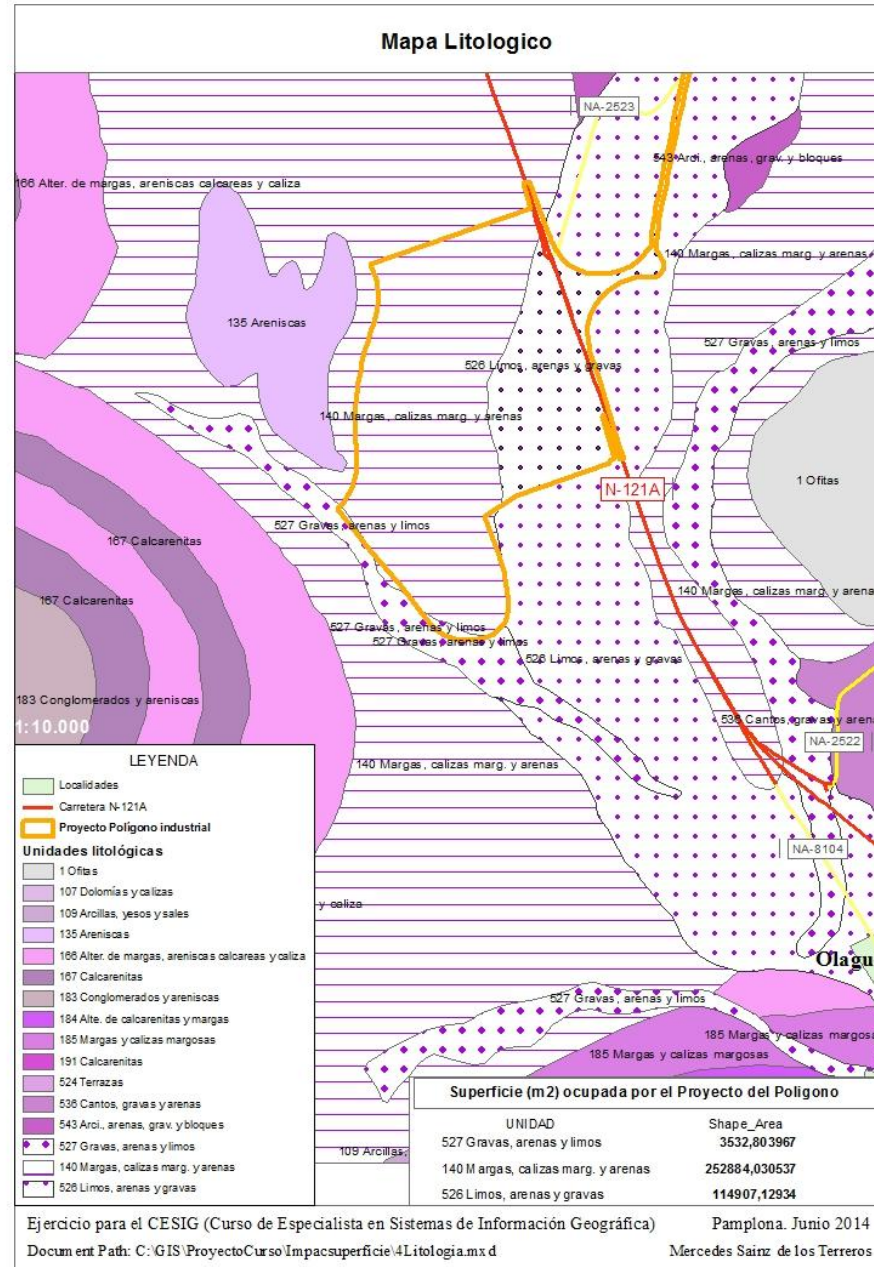 Mapa Litologico
NA-2523
543 Arci., arenas, grav. y bloques
166 Alter. de margas, areniscas calcareas y caliza
140 Margas, calizas marg. y arenas
135 Areniscas
527 Gravas, arenas y limos
526 Limos, arenas y gravas
140 Margas, calizas marg. y arenas
1 Ofitas
N-121A
527 Gravas, arenas y limos
167 Calcarenitas
140 Margas, calizas marg. y arena
167 Calcarenitas
527 Gravas, arenas y limos
527 Gravas, arenas y limos
526 Limos, arenas y gravas
183 Conglomerados y areniscas
536 Cantos, gravas y arena
1:10.000
NA-2522
140 Margas, calizas marg. y arenas
NA-8104
y caliza
Olagu
527 Gravas, arenas y limos
185 Margas y calizas margosa
185 Margas y calizas margosas
109 Arcillas,
LEYENDA
Localidades
Carretera N-121A
Proyecto Polígono industrial
Unidades litológicas
1 Ofitas
107 Dolomías y calizas
109 Arcillas, yesos y sales
135 Areniscas
166 Alter. de margas, areniscas calcareas y caliza
167 Calcarenitas
183 Conglomerados y areniscas
184 Alte. de calcarenitas y margas
185 Margas y calizas margosas
191 Calcarenitas
524 Terrazas
536 Cantos, gravas y arenas
543 Arci., arenas, grav. y bloques
527 Gravas, arenas y limos
140 Margas, calizas marg. y arenas
526 Limos, arenas y gravas
Superficie (m2) ocupada por el Proyecto del Poligono
UNIDAD Shape_Area
527 Gravas, arenas y limos 3532,803967
140 Margas, calizas marg. y arenas 252884,030537
526 Limos, arenas y gravas 114907,12934
Ejercicio para el CESIG (Curso de Especialista en Sistemas de Información Geográfica) Pamplona. Junio 2014
Document Path: C:\GIS\ProyectoCurso\Impacsuperficie\4Litologia.mxd Mercedes Sainz de los Terreros